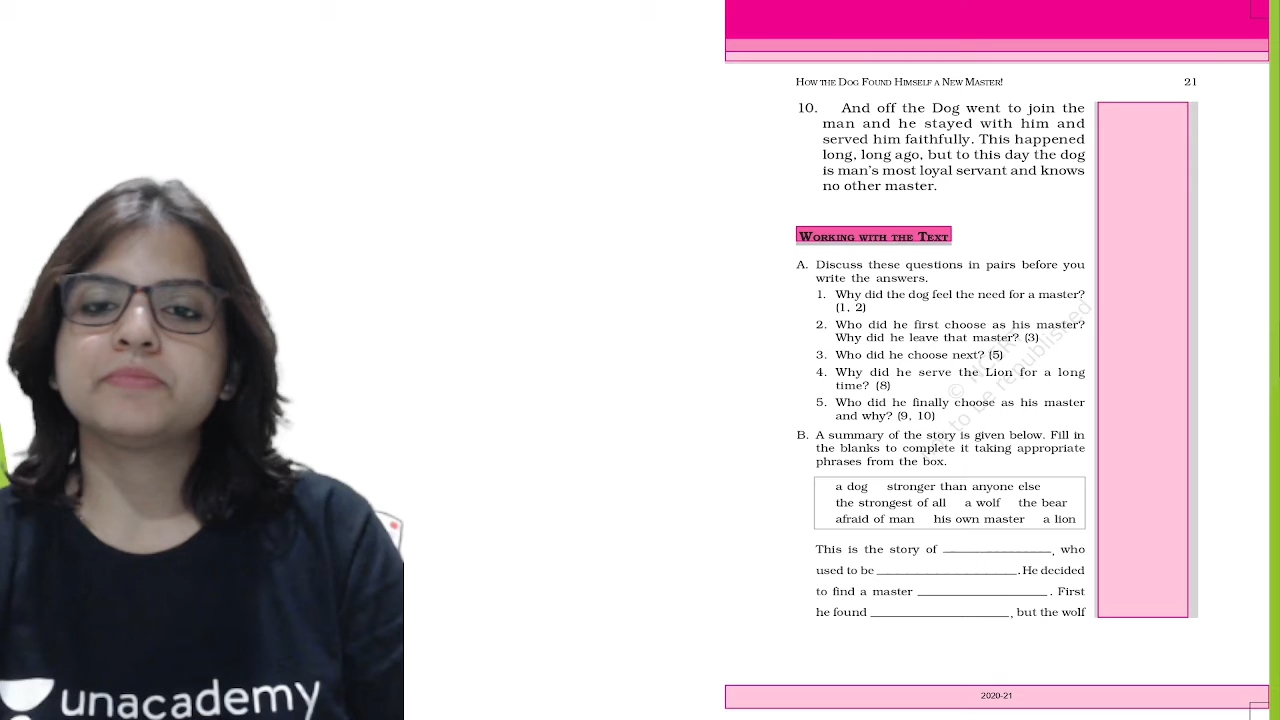 HOW THE DOG FOUND HIMSELF A NEW MASTER! 21
10. And off the Dog went to join the
man and he stayed with him and
served him faithfully. This happened
long, long ago, but to this day the dog
is man's most loyal servant and knows
no other master.
WORKING WITH THE TEXT
A. Discuss these questions in pairs before you
write the answers.
1. Why did the dog feel the need for a master?
(1, 2)
2. Who did he first choose as his master?
Why did he leave that master? (3)
3. Who did he choose next? (5)
4. Why did he serve the Lion for a long
time? (8)
5. Who did he finally choose as his master
and why? (9, 10)
B. A summary of the story is given below. Fill in
the blanks to complete it taking appropriate
phrases from the box.
a dog stronger than anyone else
the strongest of all a wolf the bear
afraid of man his own master a lion
This is the story of ______________, who
used to be __________________. He decided
to find a master _________________. First
he found __________________, but the wolf
to be republished
2020-21
unacademy